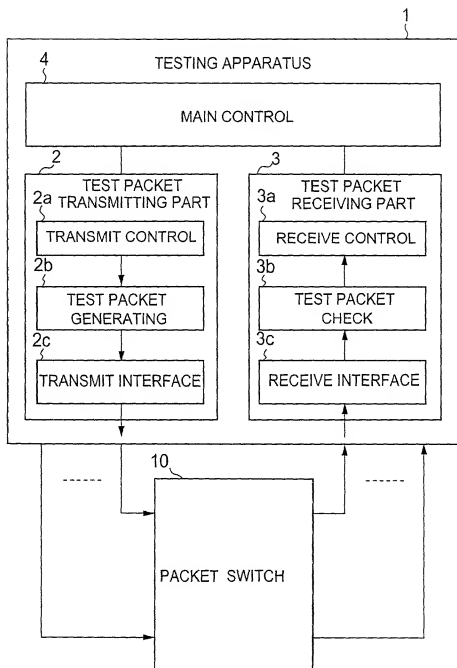 1
4
TESTING APPARATUS
MAIN CONTROL
2
TEST PACKET
TRANSMITTING PART
2a
TRANSMIT CONTROL
2b
TEST PACKET
GENERATING
2c
TRANSMIT INTERFACE
3
TEST PACKET
RECEIVING PART
3a
RECEIVE CONTROL
3b
TEST PACKET
CHECK
3c
RECEIVE INTERFACE
10
PACKET SWITCH